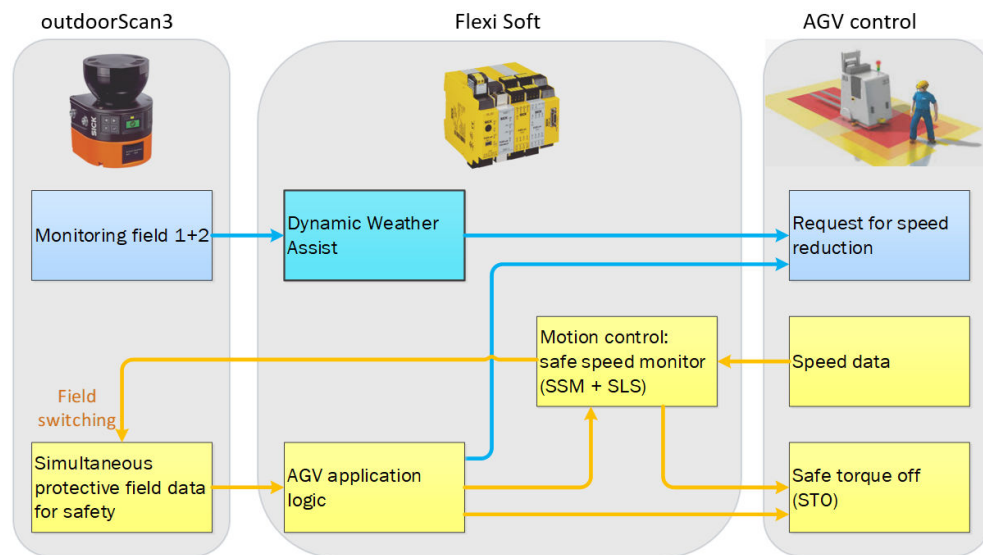 outdoorScan3
Flexi Soft
AGV control
SICK
Monitoring field 1+2
Dynamic Weather
Assist
Request for speed
reduction
Motion control:
safe speed monitor
(SSM + SLS)
Speed data
Field
switching
Simultaneous
protective field data
for safety
AGV application
logic
Safe torque off
(STO)